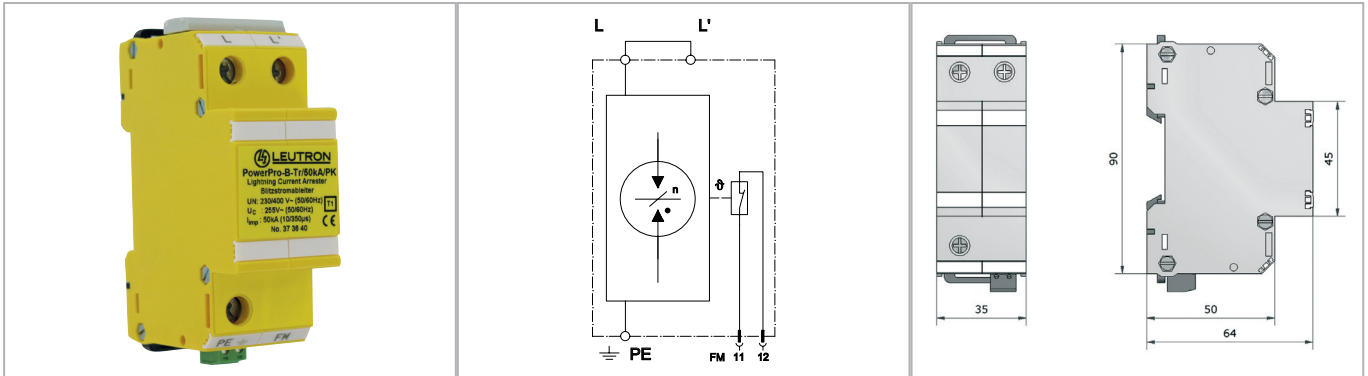 L L'
LEUTRON
PowerPro-B-Tr/50kA/PK
Lightning Current Arrester
Blitzstromableiter
UN: 230/400 V~ (50/60Hz)
UC : 255V~ (50/60Hz)
T1
Iimp : 50kA (10/350µs)
CE
No. 37 36 40
PE FM
L L'
n
ϑ
PE FM 11 12
90
45
35
50
64